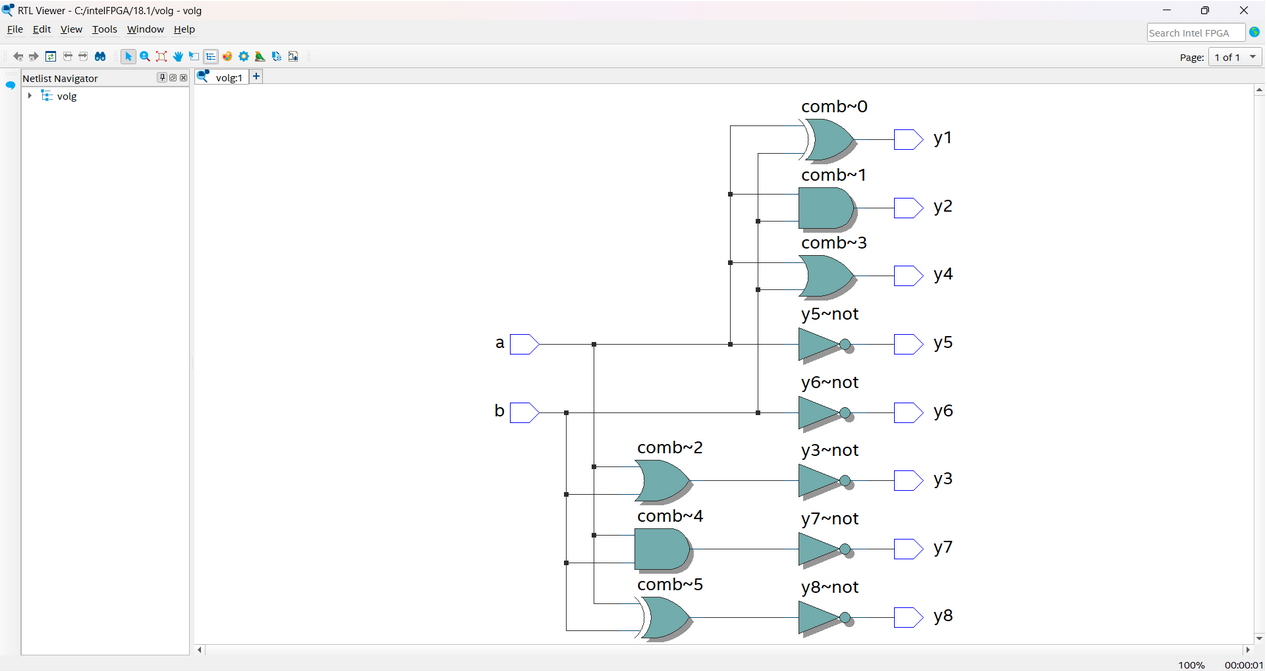 RTL Viewer - C:/intelFPGA/18.1/volg - volg
File Edit View Tools Window Help
Search Intel FPGA
Page: 1 of 1
Netlist Navigator
volg:1
volg
comb~0
y1
comb~1
y2
comb~3
y4
y5~not
a
y5
y6~not
b
y6
comb~2
y3~not
y3
comb~4
y7~not
y7
comb~5
y8~not
y8
100% 00:00:01